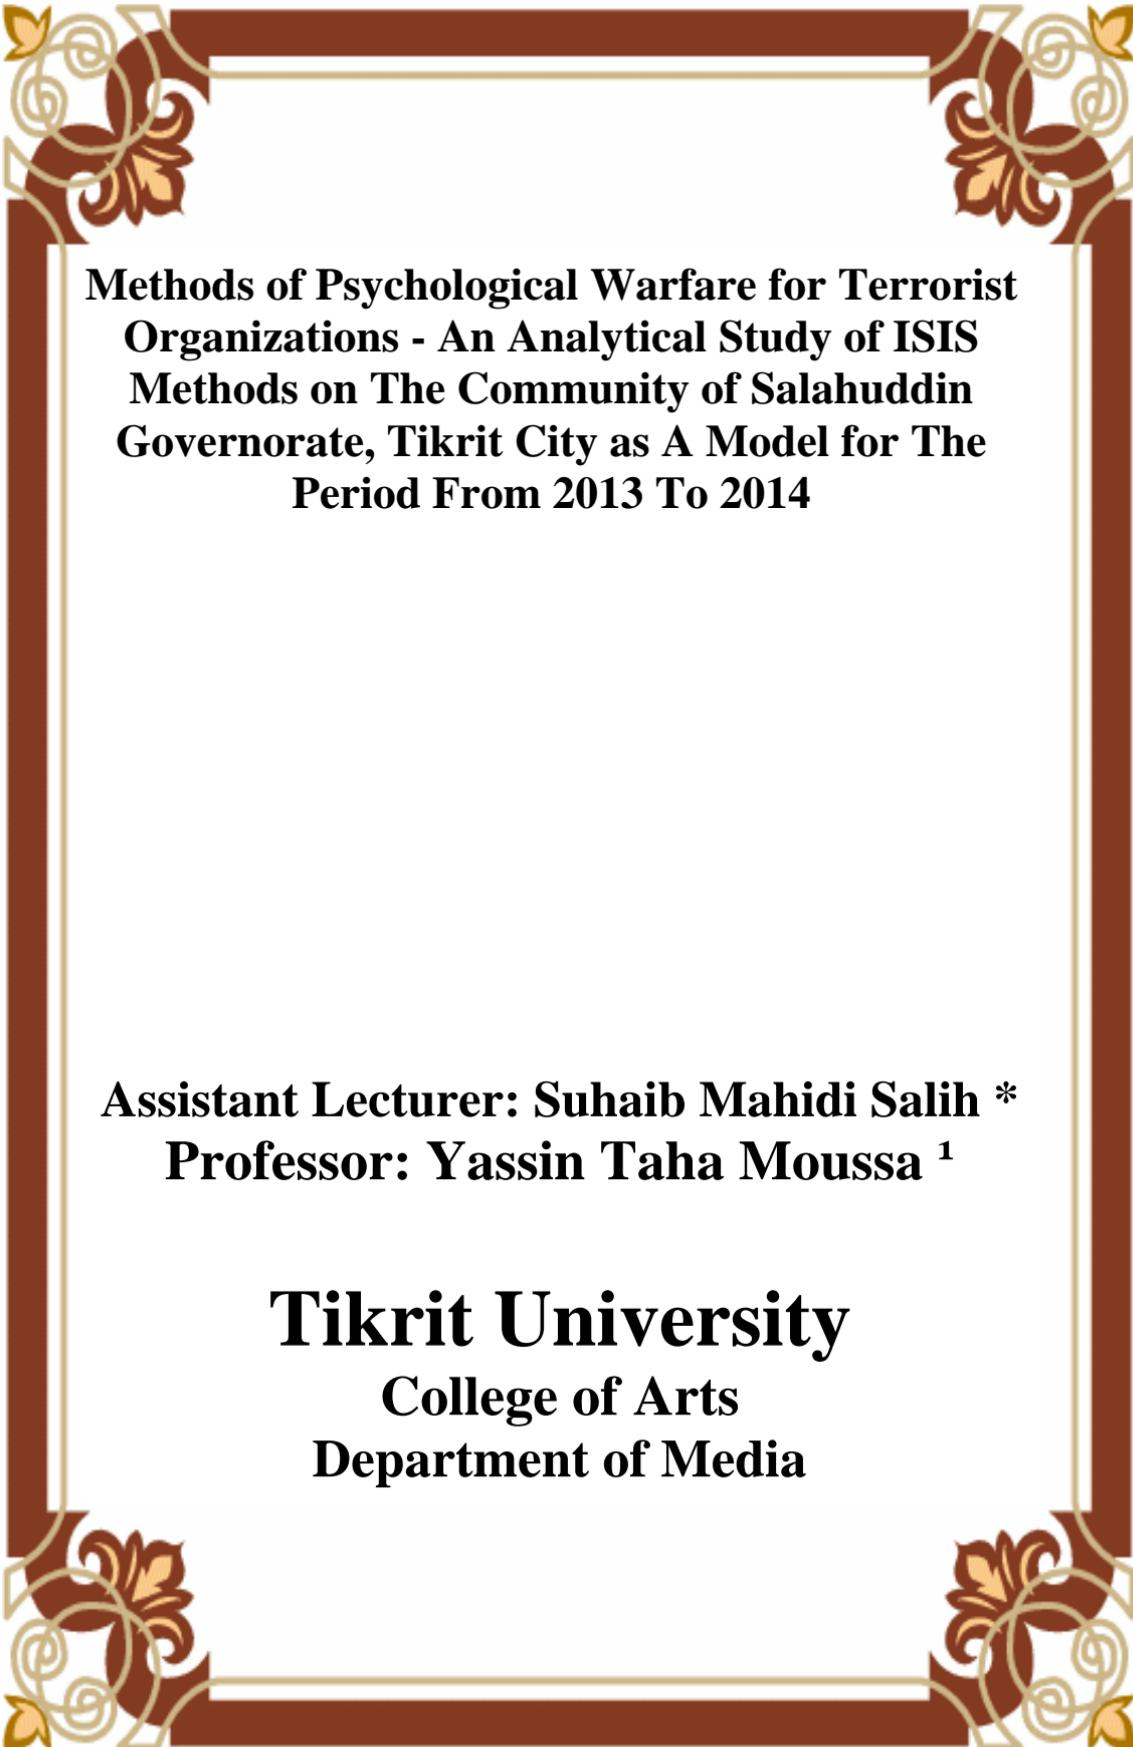 Methods of Psychological Warfare for Terrorist
Organizations - An Analytical Study of ISIS
Methods on The Community of Salahuddin
Governorate, Tikrit City as A Model for The
Period From 2013 To 2014
Assistant Lecturer: Suhaib Mahidi Salih *
Professor: Yassin Taha Moussa ¹
Tikrit University
College of Arts
Department of Media